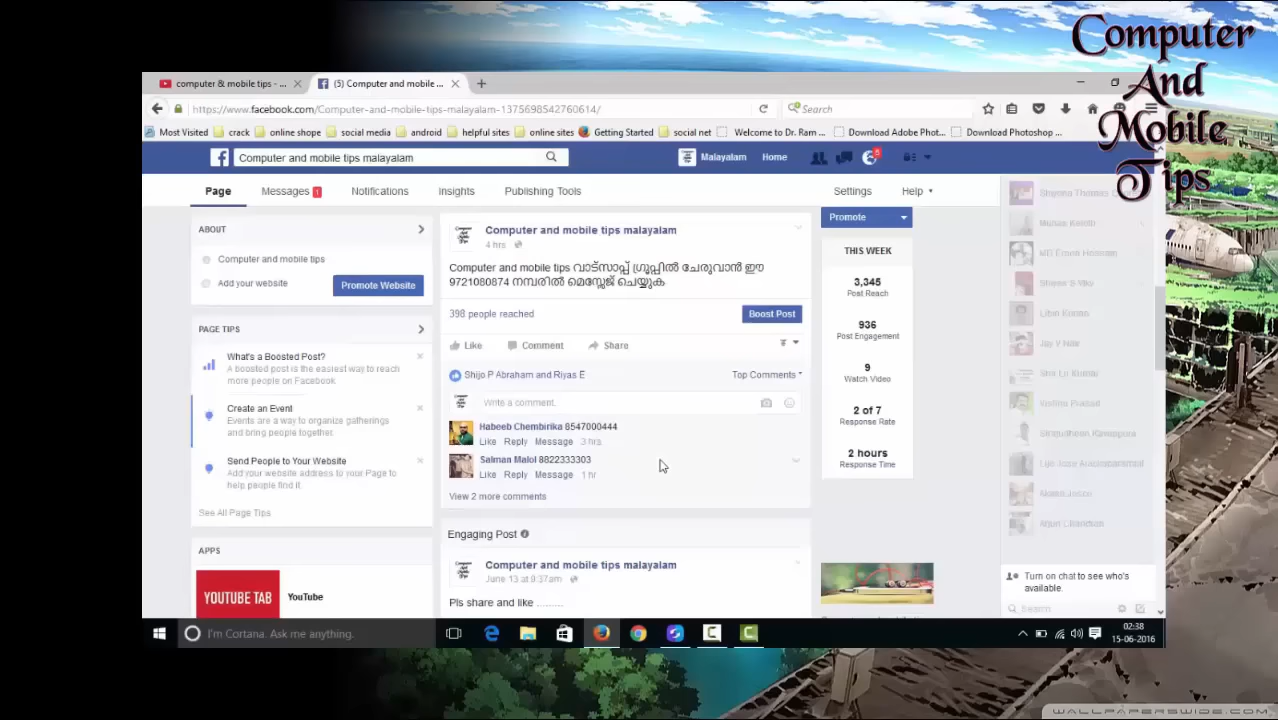 Computer
And
Mobile
Tips
computer & mobile tips - ...
(5) Computer and mobile ...
https://www.facebook.com/Computer-and-mobile-tips-malayalam-1375698542760614/
Search
Most Visited crack online shope social media android helpful sites online sites Getting Started social net Welcome to Dr. Ram ... Download Adobe Phot... Download Photoshop ...
Computer and mobile tips malayalam
Malayalam Home 5
Page Messages 1 Notifications Insights Publishing Tools Settings Help
ABOUT
Computer and mobile tips
Add your website
Promote Website
PAGE TIPS
What's a Boosted Post?
A boosted post is the easiest way to reach
more people on Facebook
Create an Event
Events are a way to organize gatherings
and bring people together.
Send People to Your Website
Add your website address to your Page to
help people find it.
See All Page Tips
APPS
YOUTUBE TAB
YouTube
Computer and mobile tips malayalam
4 hrs
Computer and mobile tips വാട്സാപ്പ് ഗ്രൂപ്പിൽ ചേരുവാൻ ഈ
9721080874 നമ്പരിൽ മെസ്സേജ് ചെയ്യുക
398 people reached
Boost Post
Like Comment Share
Shijo P Abraham and Riyas E
Top Comments
Write a comment.
Habeeb Chembirika 8547000444
Like Reply Message 3 hrs
Salman Malol 8822333303
Like Reply Message 1 hr
View 2 more comments
Engaging Post
Computer and mobile tips malayalam
June 13 at 9:37am
Pls share and like .........
Promote
THIS WEEK
3,345
Post Reach
936
Post Engagement
9
Watch Video
2 of 7
Response Rate
2 hours
Response Time
Libin Kurian
Jay V Nair
Akhil Jasco
Turn on chat to see who's
available.
Search
I'm Cortana. Ask me anything.
02:38
15-06-2016
WALLPAPERSWIDE.COM